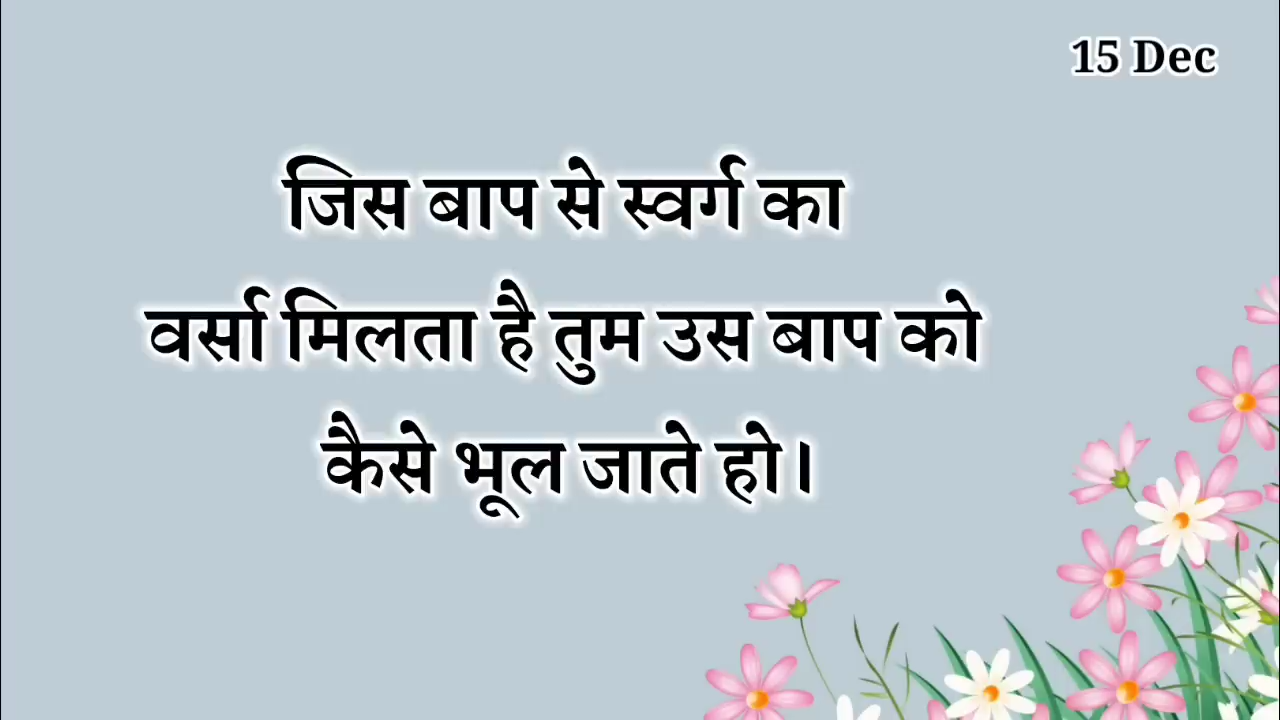 15 Dec
जिस बाप से स्वर्ग का
वर्सा मिलता है तुम उस बाप को
कैसे भूल जाते हो।